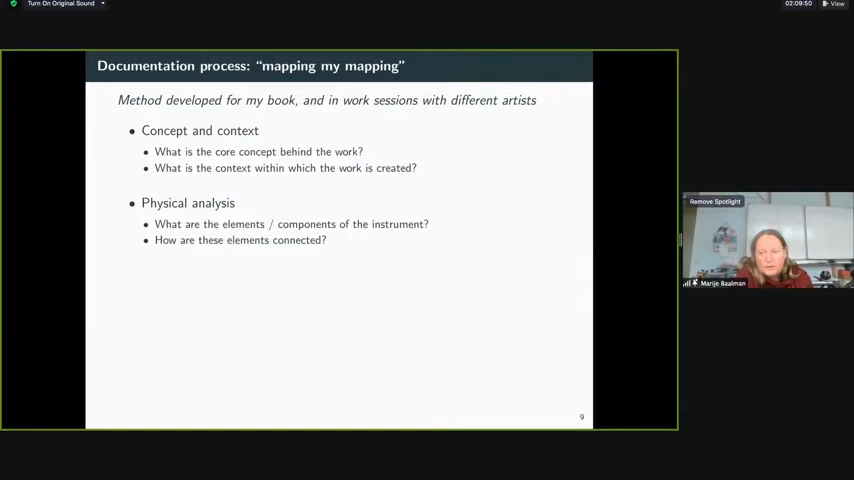 Turn On Original Sound
02:09:50
View
Documentation process: “mapping my mapping”
Method developed for my book, and in work sessions with different artists
• Concept and context
• What is the core concept behind the work?
• What is the context within which the work is created?
• Physical analysis
• What are the elements / components of the instrument?
• How are these elements connected?
9
Remove Spotlight
Marije Baalman